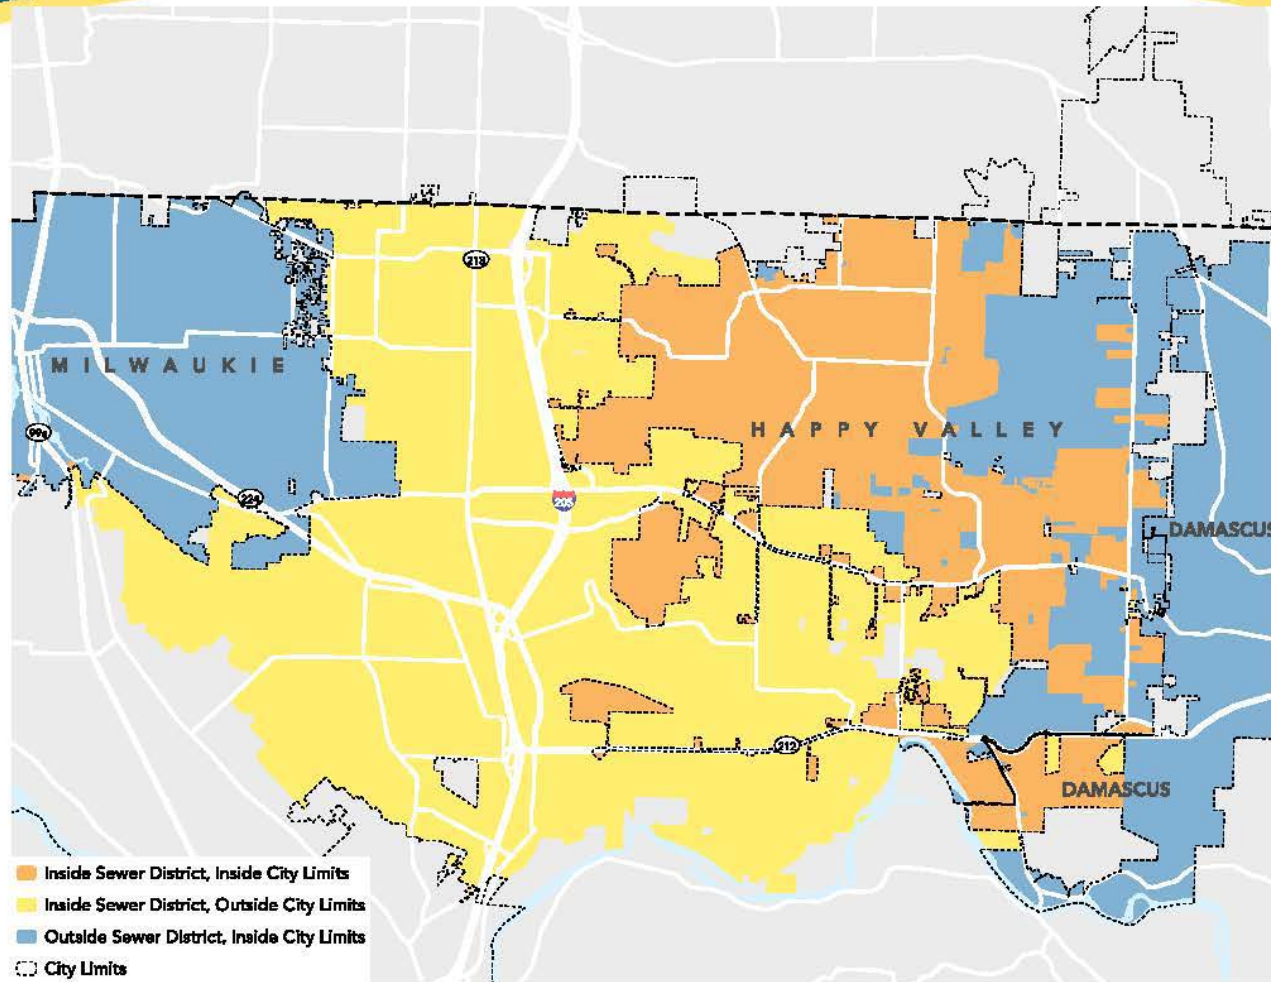 213
MILWAUKIE
HAPPY VALLEY
99e
224
205
DAMASCUS
212
DAMASCUS
Inside Sewer District, Inside City Limits
Inside Sewer District, Outside City Limits
Outside Sewer District, Inside City Limits
City Limits